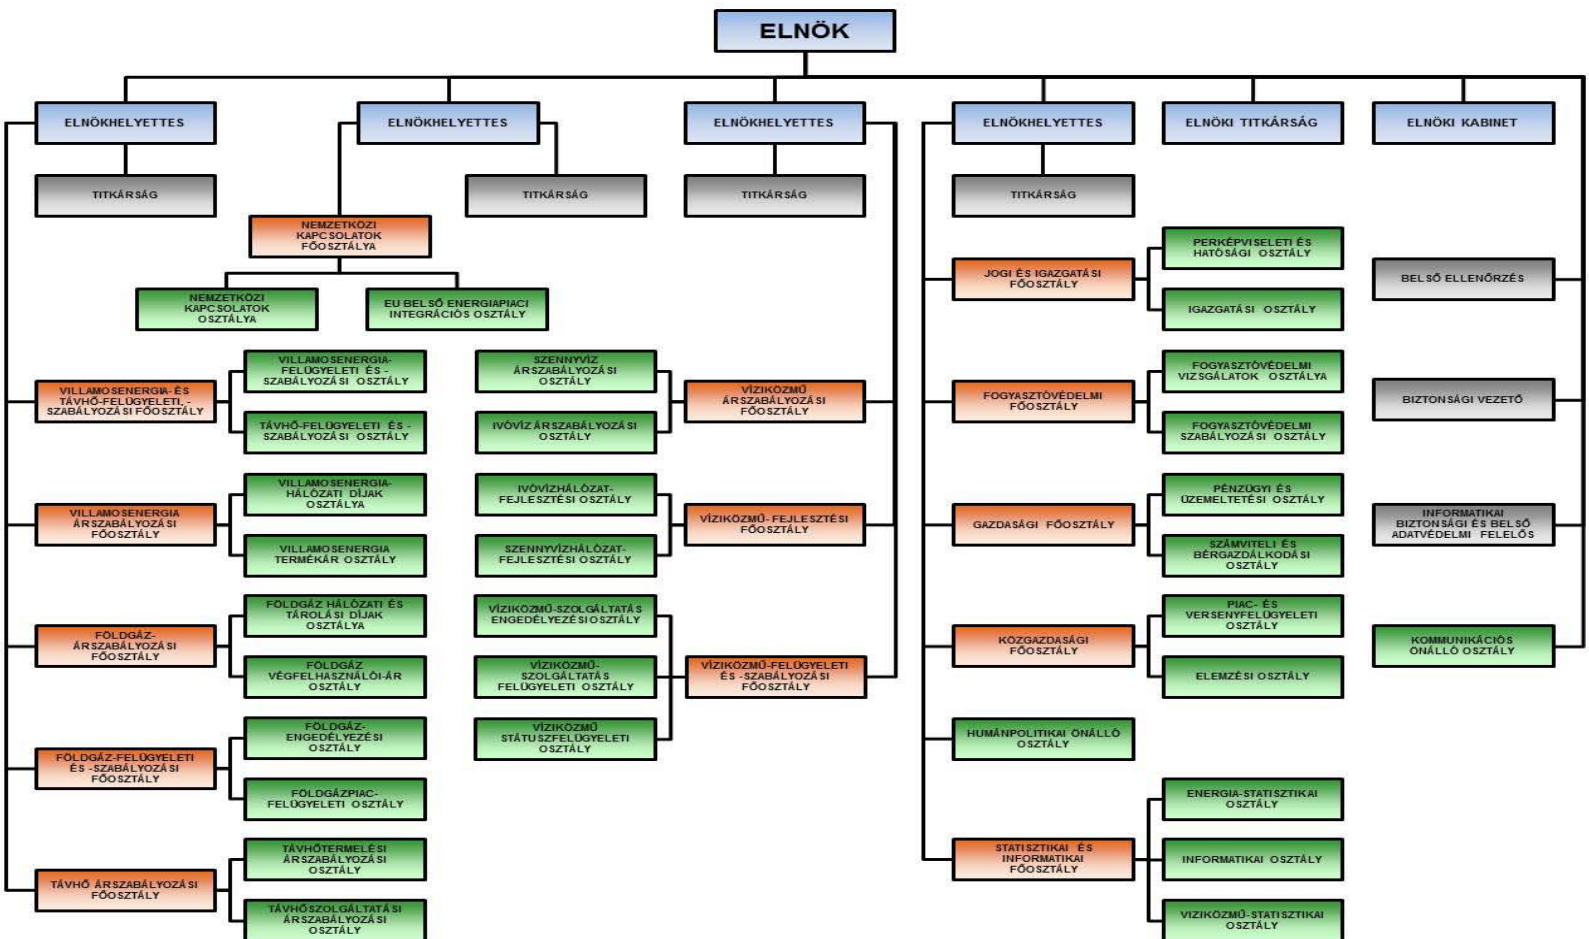 ELNÖK
ELNÖKHELYETTES
ELNÖKHELYETTES
ELNÖKHELYETTES
ELNÖKHELYETTES
ELNÖKI TITKÁRSÁG
ELNÖKI KABINET
TITKÁRSÁG
TITKÁRSÁG
TITKÁRSÁG
TITKÁRSÁG
NEMZETKÖZI
KAPCSOLATOK
FŐOSZTÁLYA
NEMZETKÖZI
KAPCSOLATOK
OSZTÁLYA
EU BELSŐ ENERGIAPIACI
INTEGRÁCIÓS OSZTÁLY
VILLAMOSENERGIA- ÉS
TÁVHŐ-FELÜGYELETI, -
SZABÁLYOZÁSI FŐOSZTÁLY
VILLAMOSENERGIA-
FELÜGYELETI ÉS -
SZABÁLYOZÁSI OSZTÁLY
TÁVHŐ-FELÜGYELETI ÉS -
SZABÁLYOZÁSI OSZTÁLY
VILLAMOSENERGIA
ÁRSZABÁLYOZÁSI
FŐOSZTÁLY
VILLAMOSENERGIA-
HÁLÓZATI DÍJAK
OSZTÁLYA
VILLAMOSENERGIA
TERMÉKÁR OSZTÁLY
FÖLDGÁZ-
ÁRSZABÁLYOZÁSI
FŐOSZTÁLY
FÖLDGÁZ HÁLÓZATI ÉS
TÁROLÁSI DÍJAK
OSZTÁLYA
FÖLDGÁZ
VÉGFELHASZNÁLÓI-ÁR
OSZTÁLY
FÖLDGÁZ-FELÜGYELETI
ÉS -SZABÁLYOZÁSI
FŐOSZTÁLY
FÖLDGÁZ-
ENGEDÉLYEZÉSI
OSZTÁLY
FÖLDGÁZPIAC-
FELÜGYELETI OSZTÁLY
TÁVHŐ ÁRSZABÁLYOZÁSI
FŐOSZTÁLY
TÁVHŐTERMELÉSI
ÁRSZABÁLYOZÁSI
OSZTÁLY
TÁVHŐSZOLGÁLTATÁSI
ÁRSZABÁLYOZÁSI
OSZTÁLY
SZENNYVÍZ
ÁRSZABÁLYOZÁSI
OSZTÁLY
IVÓVÍZ ÁRSZABÁLYOZÁSI
OSZTÁLY
VÍZIKÖZMŰ
ÁRSZABÁLYOZÁSI
FŐOSZTÁLY
IVÓVÍZHÁLÓZAT-
FEJLESZTÉSI OSZTÁLY
SZENNYVÍZHÁLÓZAT-
FEJLESZTÉSI OSZTÁLY
VÍZIKÖZMŰ- FEJLESZTÉSI
FŐOSZTÁLY
VÍZIKÖZMŰ-SZOLGÁLTATÁS
ENGEDÉLYEZÉSI OSZTÁLY
VÍZIKÖZMŰ-
SZOLGÁLTATÁS
FELÜGYELETI OSZTÁLY
VÍZIKÖZMŰ
STÁTUSZFELÜGYELETI
OSZTÁLY
VÍZIKÖZMŰ-FELÜGYELETI
ÉS -SZABÁLYOZÁSI
FŐOSZTÁLY
JOGI ÉS IGAZGATÁSI
FŐOSZTÁLY
PERKÉPVISELETI ÉS
HATÓSÁGI OSZTÁLY
IGAZGATÁSI OSZTÁLY
FOGYASZTÓVÉDELMI
FŐOSZTÁLY
FOGYASZTÓVÉDELMI
VIZSGÁLATOK OSZTÁLYA
FOGYASZTÓVÉDELMI
SZABÁLYOZÁSI OSZTÁLY
GAZDASÁGI FŐOSZTÁLY
PÉNZÜGYI ÉS
ÜZEMELTETÉSI OSZTÁLY
SZÁMVITELI ÉS
BÉRGAZDÁLKODÁSI
OSZTÁLY
KÖZGAZDASÁGI
FŐOSZTÁLY
PIAC- ÉS
VERSENYFELÜGYELETI
OSZTÁLY
ELEMZÉSI OSZTÁLY
HUMÁNPOLITIKAI ÖNÁLLÓ
OSZTÁLY
STATISZTIKAI ÉS
INFORMATIKAI
FŐOSZTÁLY
ENERGIA-STATISZTIKAI
OSZTÁLY
INFORMATIKAI OSZTÁLY
VIZIKÖZMŰ-STATISZTIKAI
OSZTÁLY
BELSŐ ELLENŐRZÉS
BIZTONSÁGI VEZETŐ
INFORMATIKAI
BIZTONSÁGI ÉS BELSŐ
ADATVÉDELMI FELELŐS
KOMMUNIKÁCIÓS
ÖNÁLLÓ OSZTÁLY